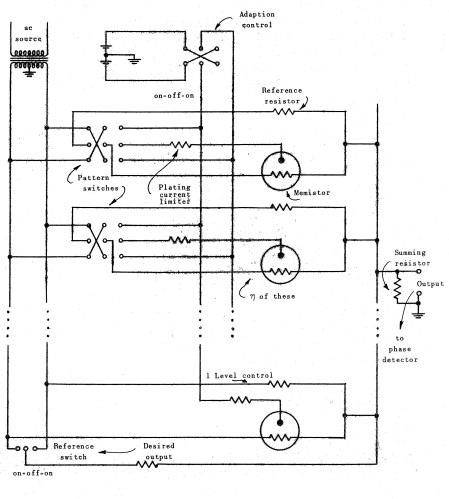 ac
source
Adaption
control
on-off-on
Reference
resistor
Pattern
switches
Plating
current
limiter
Memistor
η of these
Summing
resistor
Output
to
phase
detector
1 Level control
Reference
switch
Desired
output
on-off-on